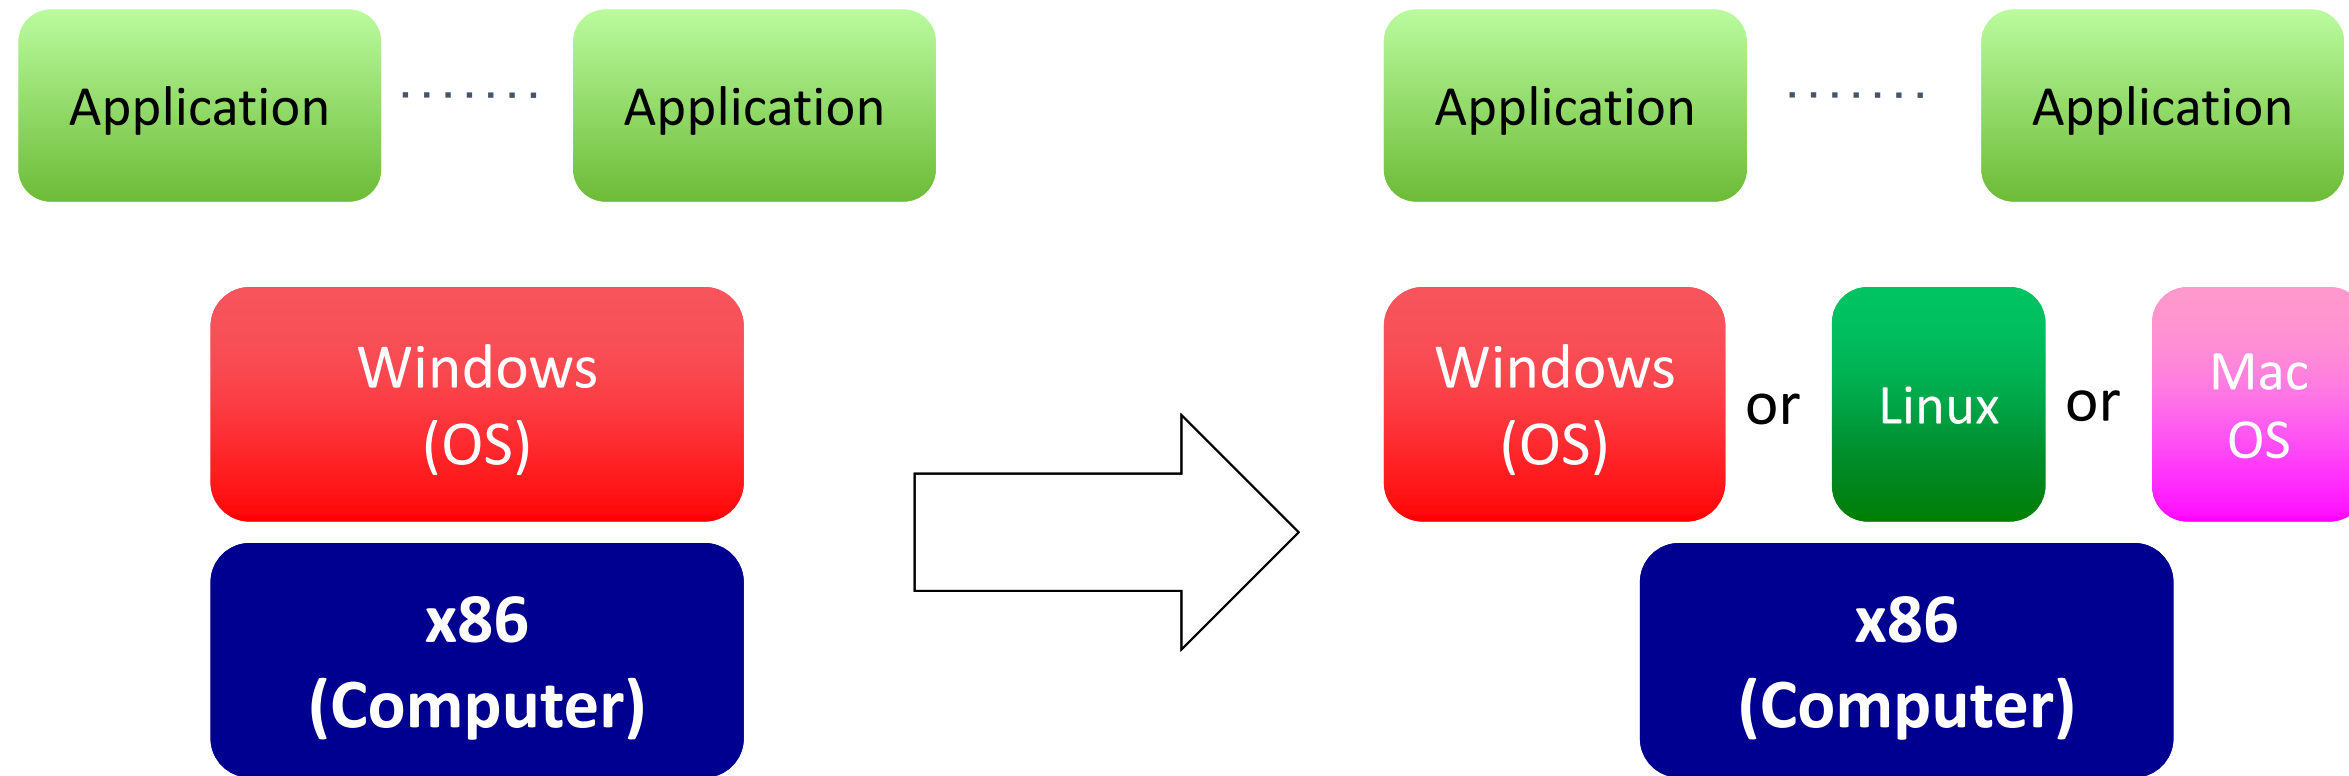 Application ....... Application
Windows
(OS)
x86
(Computer)
Application ....... Application
Windows
(OS)
or
Linux
or
Mac
OS
x86
(Computer)